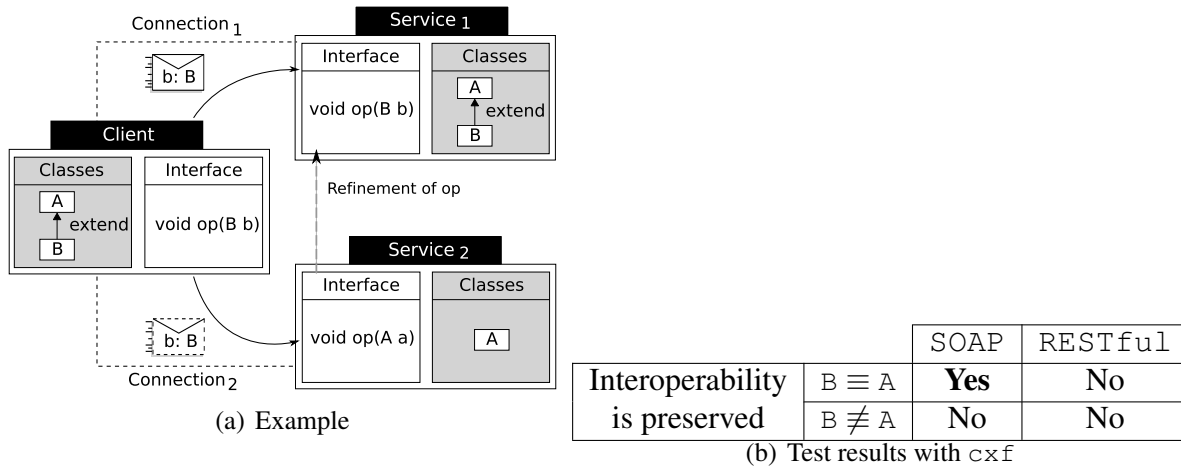 Connection 1
Service 1
Interface
Classes
b: B
void op(B b)
A
extend
B
Client
Classes
Interface
A
extend
B
void op(B b)
Refinement of op
Service 2
Interface
Classes
b: B
void op(A a)
A
Connection 2
(a) Example
SOAP RESTful
Interoperability B ≡ A Yes No
is preserved B ≢ A No No
(b) Test results with cxf